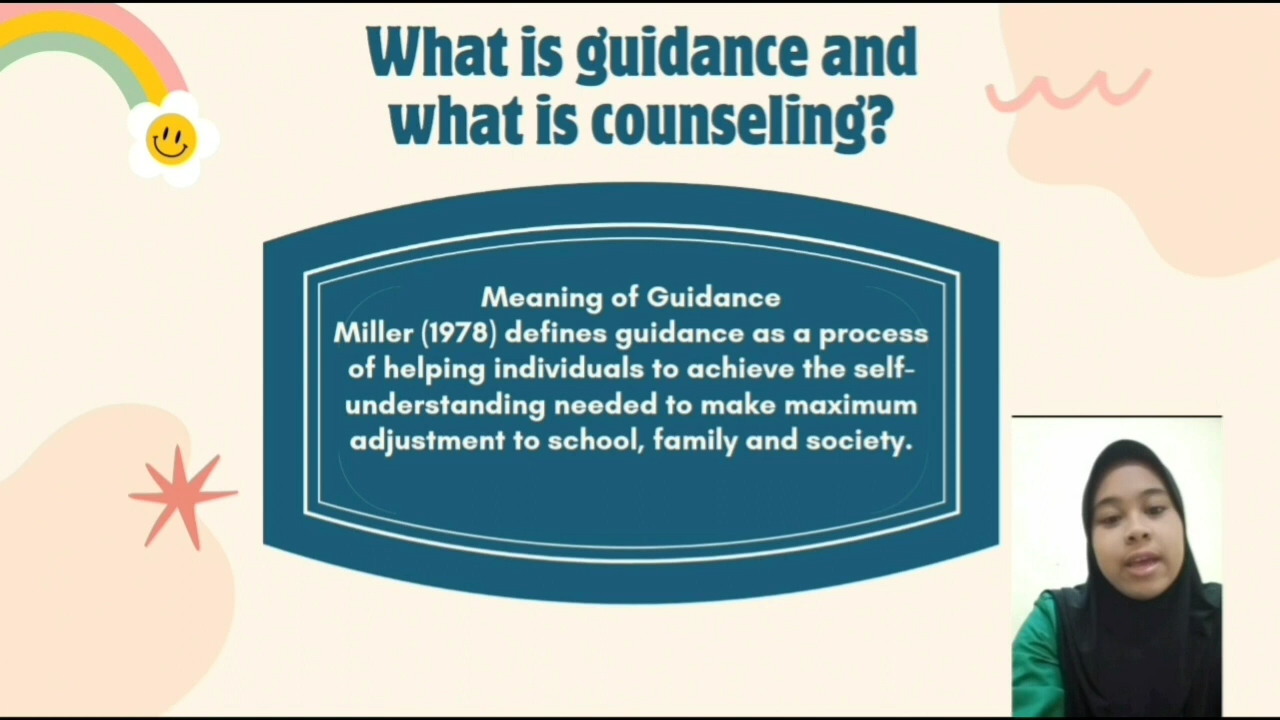 What is guidance and
what is counseling?
Meaning of Guidance
Miller (1978) defines guidance as a process
of helping individuals to achieve the self-
understanding needed to make maximum
adjustment to school, family and society.